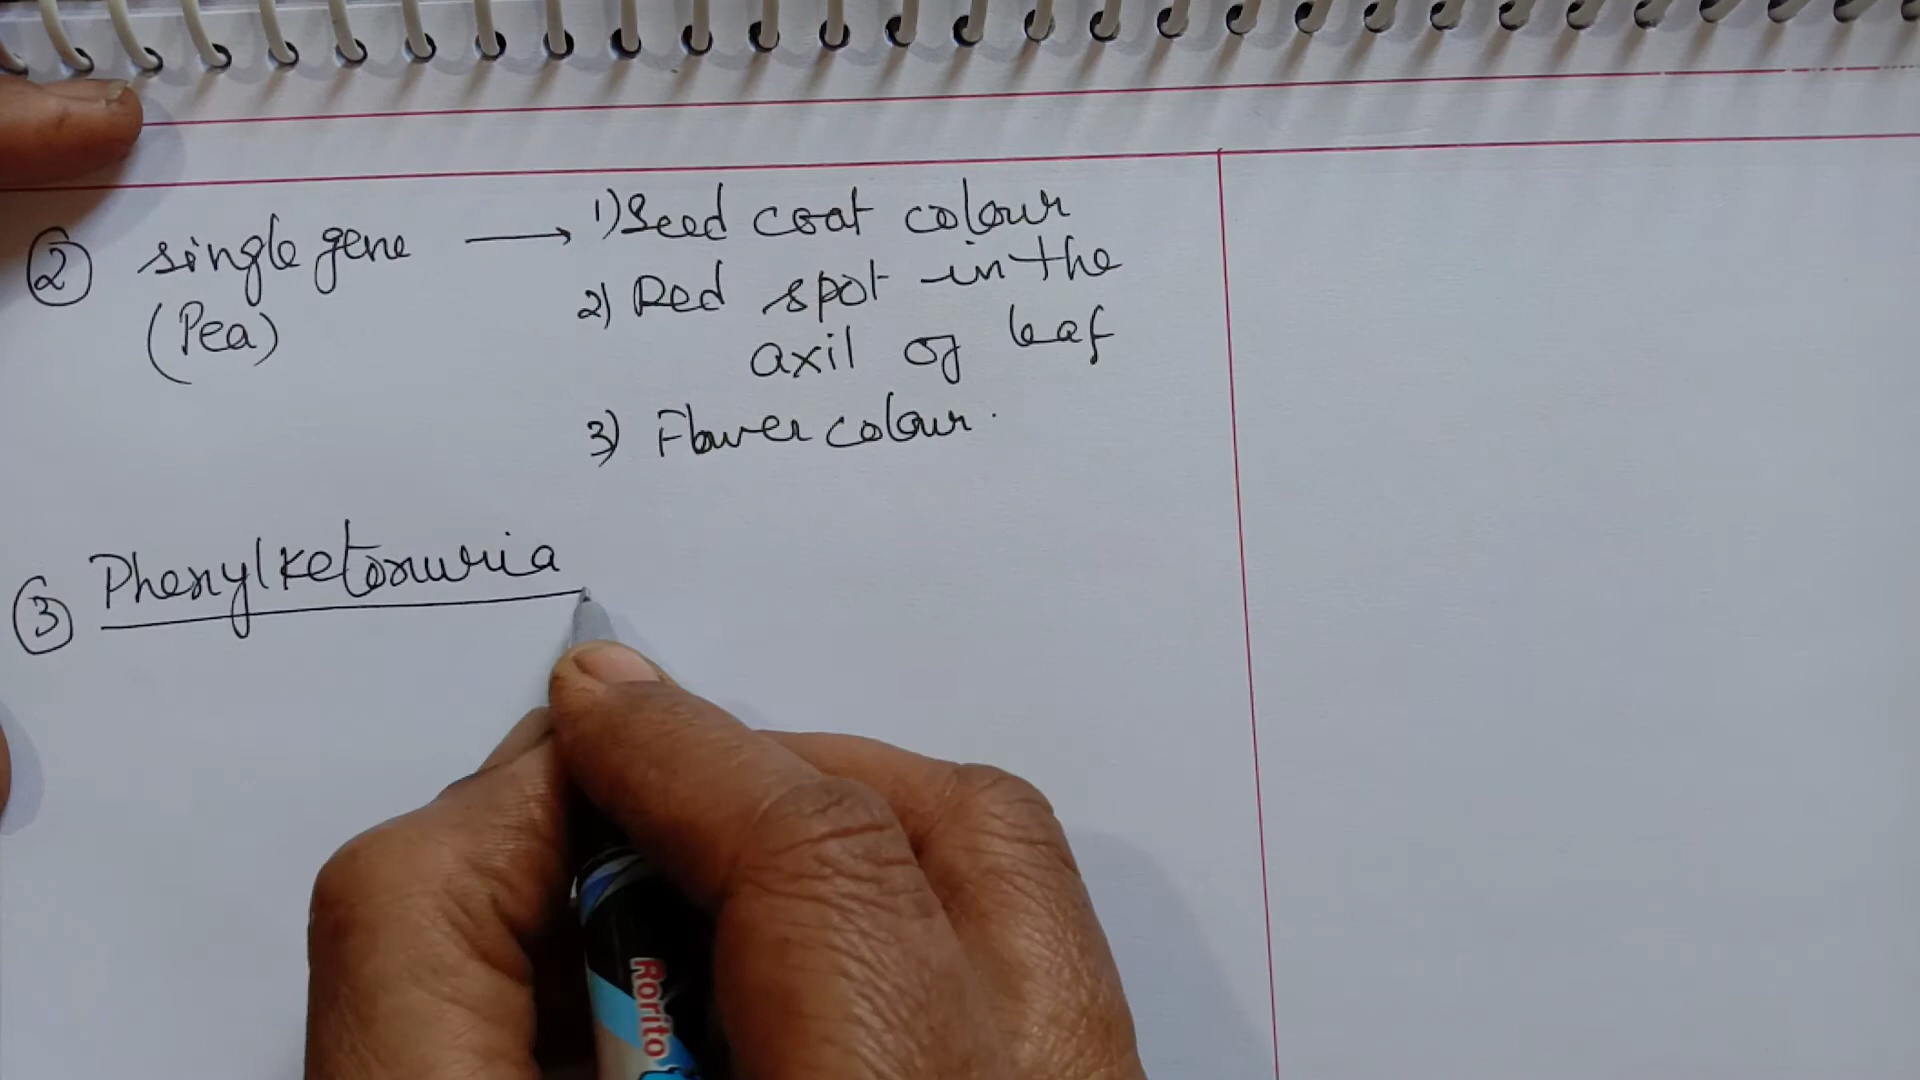 ② single gene → 1) Seed coat colour
(Pea)
2) Red spot in the
axil of leaf
3) Flower colour.
③ Phenylketonuria
Rorito